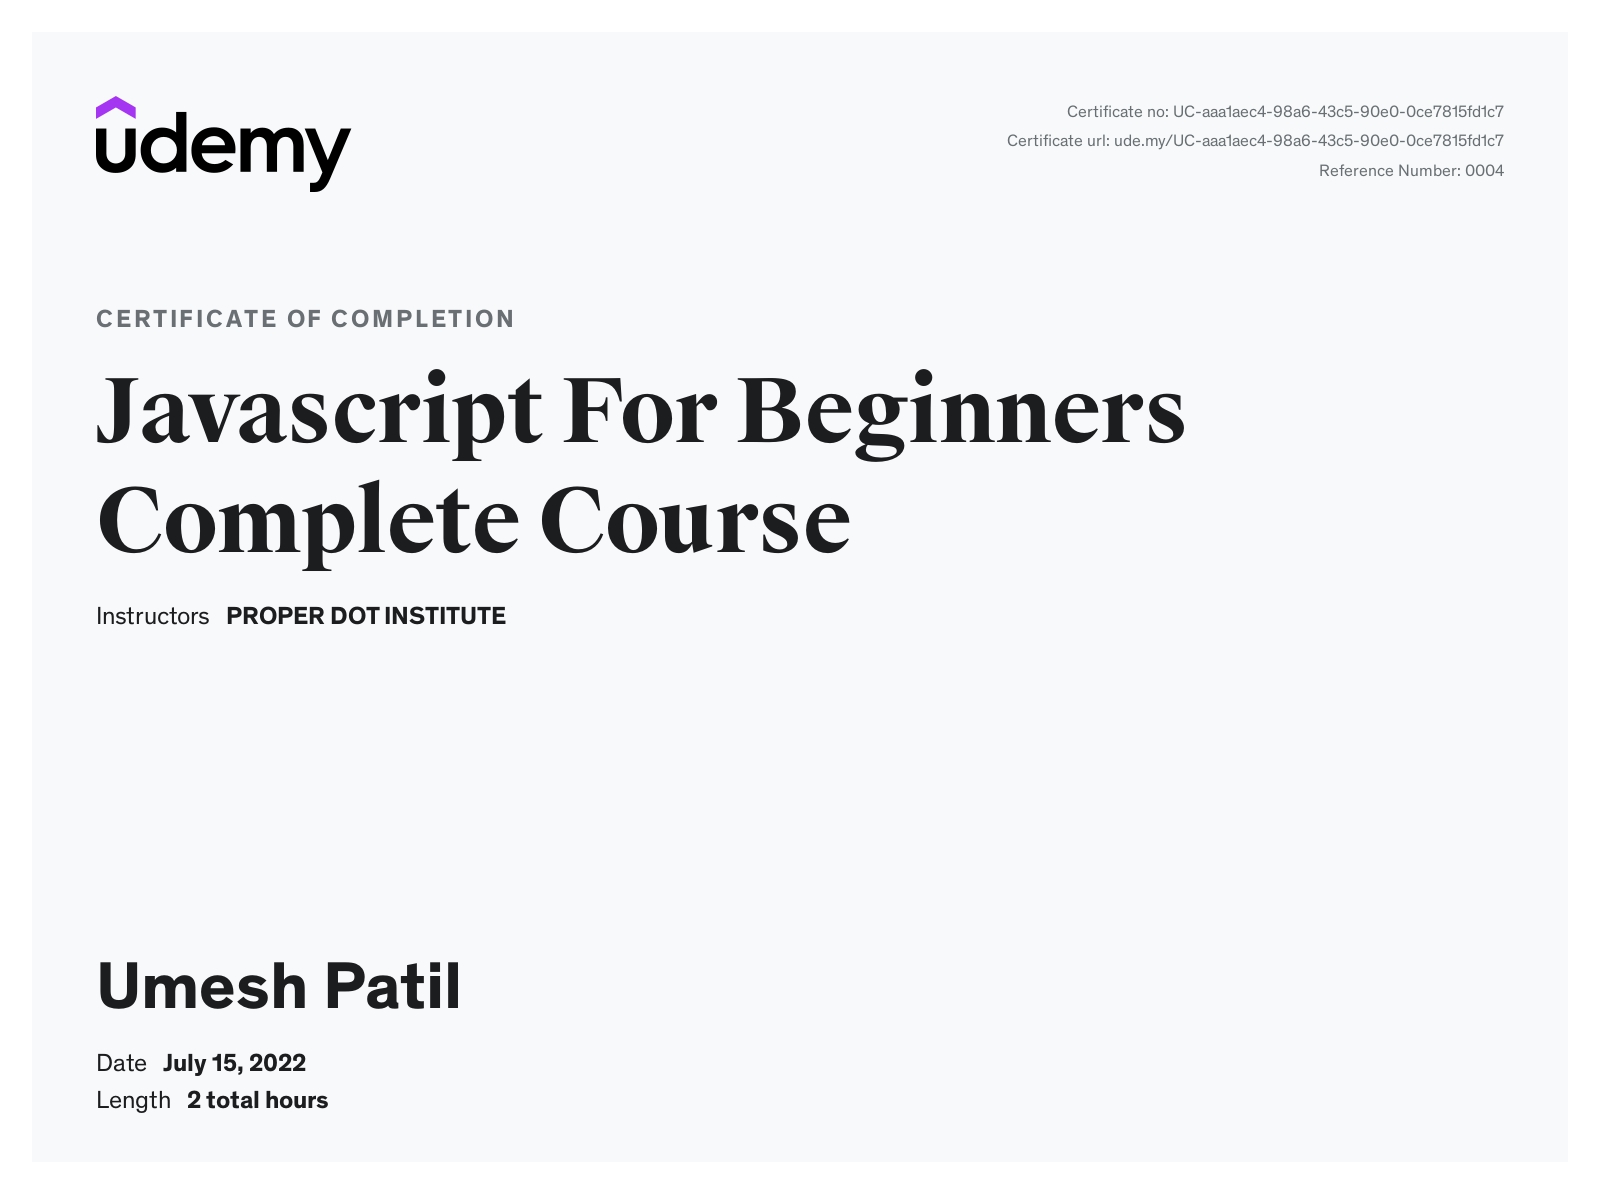 udemy
Certificate no: UC-aaa1aec4-98a6-43c5-90e0-0ce7815fd1c7
Certificate url: ude.my/UC-aaa1aec4-98a6-43c5-90e0-0ce7815fd1c7
Reference Number: 0004
CERTIFICATE OF COMPLETION
Javascript For Beginners
Complete Course
Instructors PROPER DOT INSTITUTE
Umesh Patil
Date July 15, 2022
Length 2 total hours